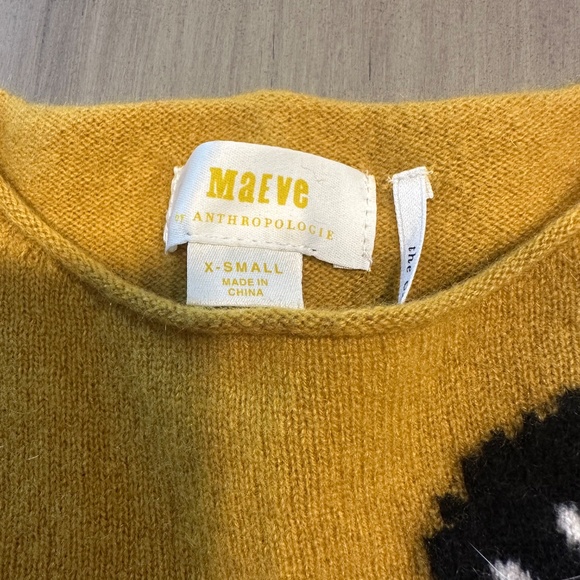 MaEve
BY ANTHROPOLOGIE
X-SMALL
MADE IN
CHINA
the